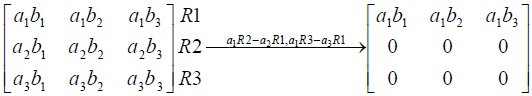 a₁b₁ a₁b₂ a₁b₃ R1 a₁b₁ a₁b₂ a₁b₃
a₂b₁ a₂b₂ a₂b₃ R2 a₁R2−a₂R1,a₁R3−a₃R1 0 0 0
a₃b₁ a₃b₂ a₃b₃ R3 0 0 0